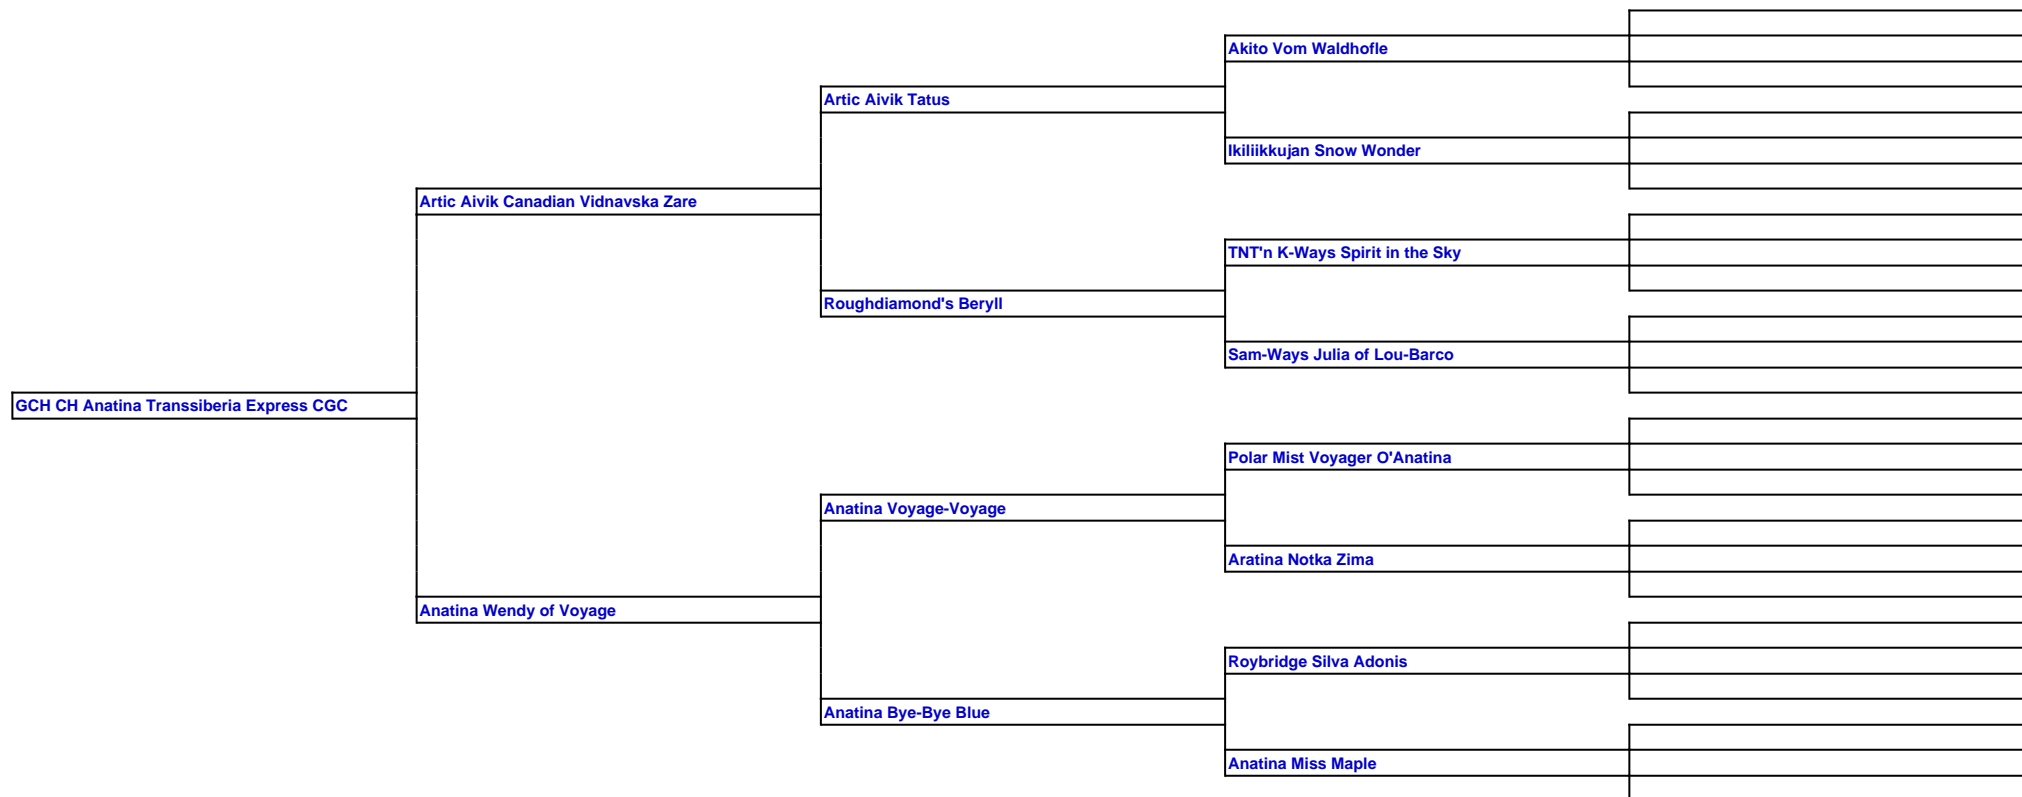 Akito Vom Waldhofle
Artic Aivik Tatus
Ikiliikkujan Snow Wonder
Artic Aivik Canadian Vidnavska Zare
TNT'n K-Ways Spirit in the Sky
Roughdiamond's Beryll
Sam-Ways Julia of Lou-Barco
GCH CH Anatina Transsiberia Express CGC
Polar Mist Voyager O'Anatina
Anatina Voyage-Voyage
Aratina Notka Zima
Anatina Wendy of Voyage
Roybridge Silva Adonis
Anatina Bye-Bye Blue
Anatina Miss Maple